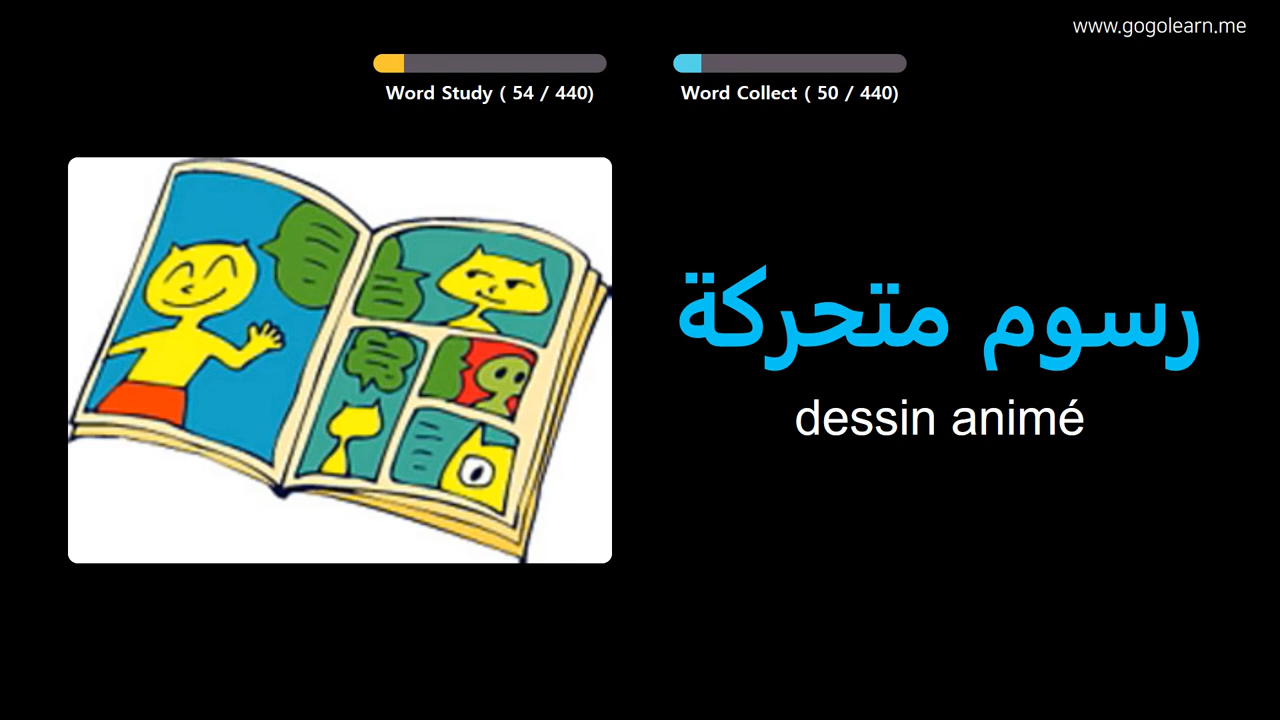 www.gogolearn.me
Word Study ( 54 / 440)
Word Collect ( 50 / 440)
رسوم متحركة
dessin animé